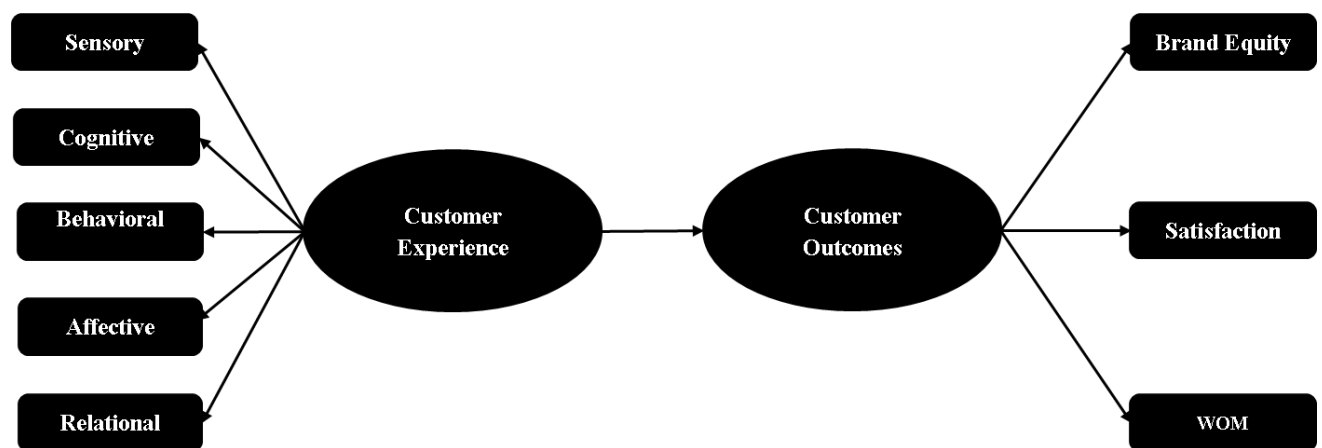 Sensory
Cognitive
Behavioral
Affective
Relational
Customer
Experience
Customer
Outcomes
Brand Equity
Satisfaction
WOM